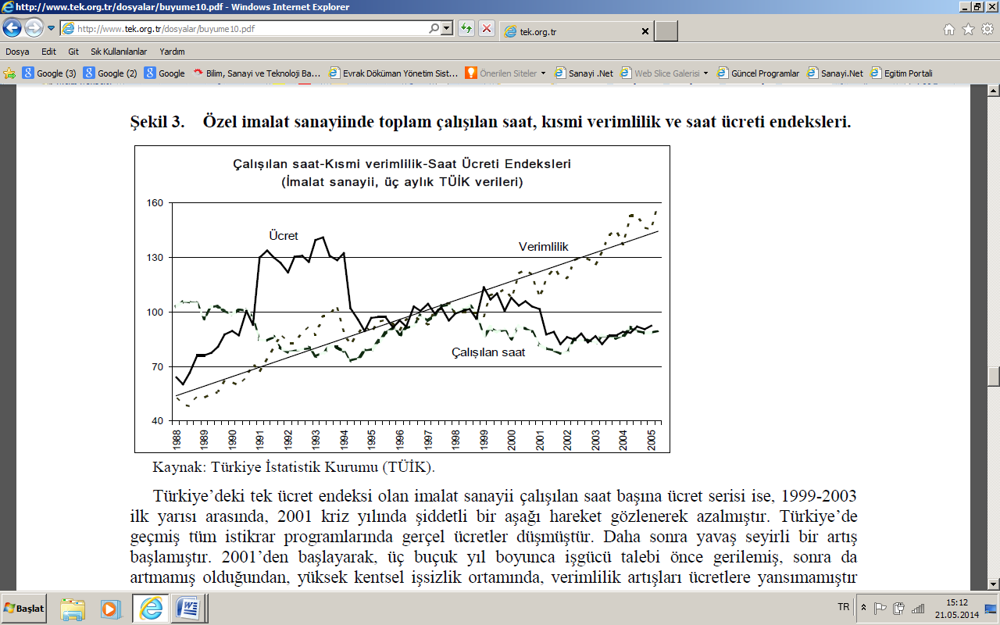 http://www.tek.org.tr/dosyalar/buyume10.pdf - Windows Internet Explorer
http://www.tek.org.tr/dosyalar/buyume10.pdf
tek.org.tr
Dosya Edit Git Sık Kullanılanlar Yardım
Google (3) Google (2) Google Bilim, Sanayi ve Teknoloji Ba... Evrak Döküman Yönetim Sist... Önerilen Siteler Sanayi .Net Web Slice Galerisi Güncel Programlar Sanayi.Net Egitim Portali
Şekil 3. Özel imalat sanayiinde toplam çalışılan saat, kısmi verimlilik ve saat ücreti endeksleri.
Çalışılan saat-Kısmi verimlilik-Saat Ücreti Endeksleri
(İmalat sanayii, üç aylık TÜİK verileri)
160
130
100
70
40
Ücret
Verimlilik
Çalışılan saat
1988 1989 1990 1991 1992 1993 1994 1995 1996 1997 1998 1999 2000 2001 2002 2003 2004 2005
Kaynak: Türkiye İstatistik Kurumu (TÜİK).
Türkiye’deki tek ücret endeksi olan imalat sanayii çalışılan saat başına ücret serisi ise, 1999-2003
ilk yarısı arasında, 2001 kriz yılında şiddetli bir aşağı hareket gözlenerek azalmıştır. Türkiye’de
geçmiş tüm istikrar programlarında gerçel ücretler düşmüştür. Daha sonra yavaş seyirli bir artış
başlamıştır. 2001’den başlayarak, üç buçuk yıl boyunca işgücü talebi önce gerilemiş, sonra da
artmamış olduğundan, yüksek kentsel işsizlik ortamında, verimlilik artışları ücretlere yansımamıştır
Başlat
TR
15:12
21.05.2014